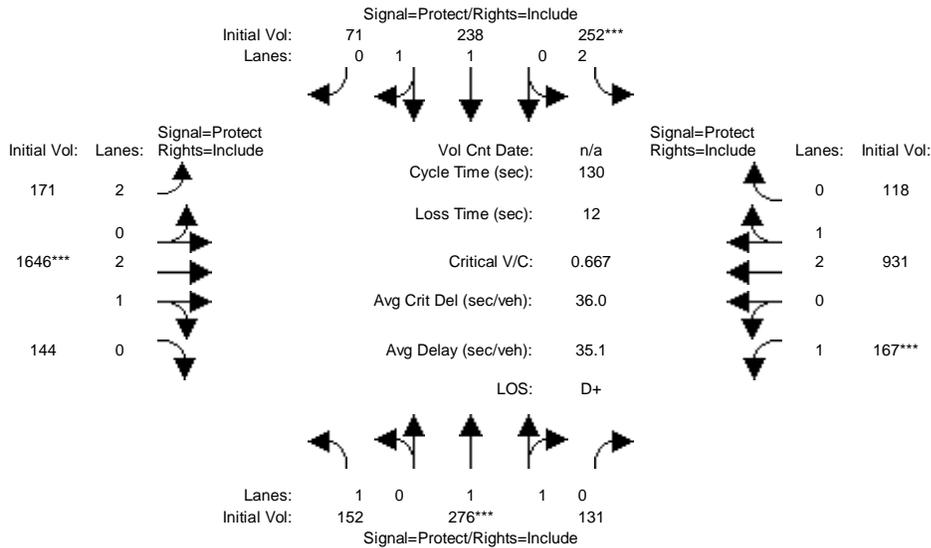 Signal=Protect/Rights=Include
Initial Vol: 71 238 252***
Lanes: 0 1 1 0 2
Signal=Protect
Initial Vol: Lanes: Rights=Include
Vol Cnt Date: n/a
Signal=Protect
Rights=Include Lanes: Initial Vol:
Cycle Time (sec): 130
171 2
0 118
Loss Time (sec): 12
0
1
1646*** 2
Critical V/C: 0.667
2 931
1
Avg Crit Del (sec/veh): 36.0
0
144 0
Avg Delay (sec/veh): 35.1
1 167***
LOS: D+
Lanes: 1 0 1 1 0
Initial Vol: 152 276*** 131
Signal=Protect/Rights=Include